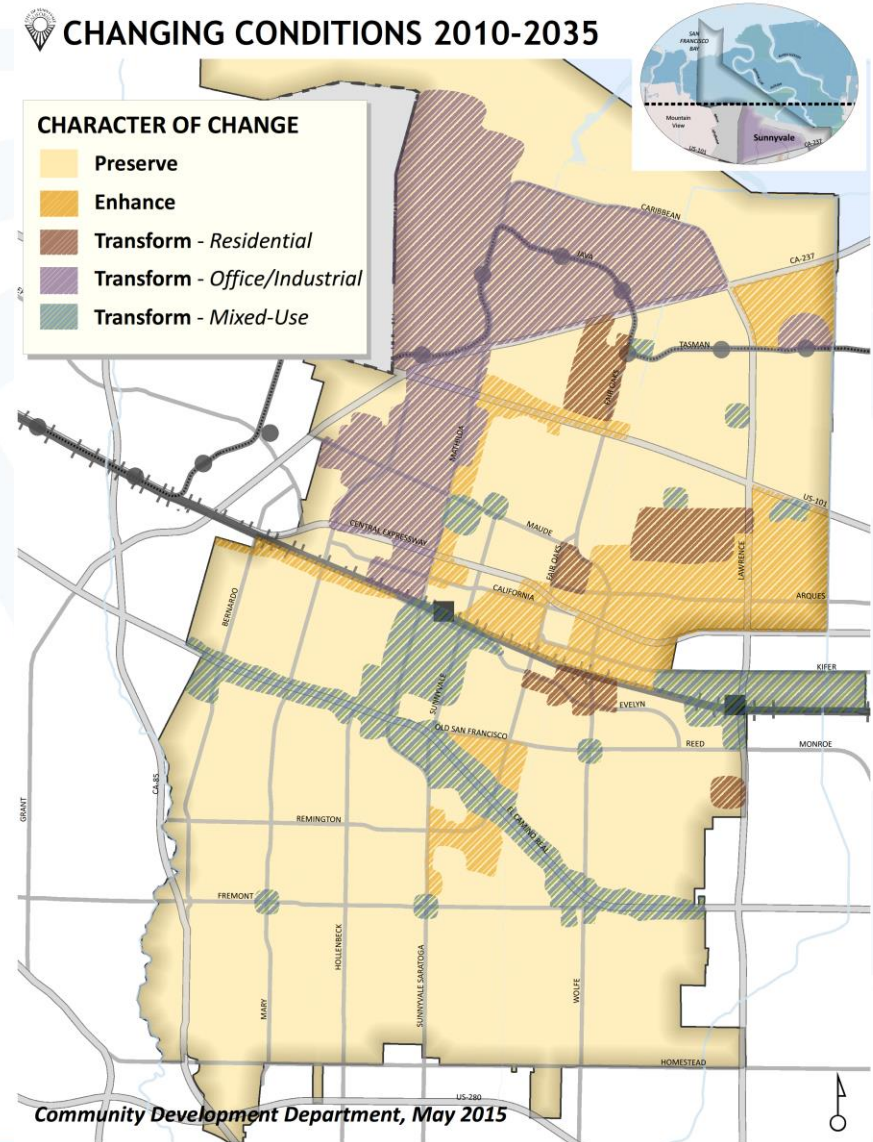 CHANGING CONDITIONS 2010-2035
SAN
FRANCISCO
BAY
Mountain
View
Sunnyvale
US-101
CA-237
CHARACTER OF CHANGE
Preserve
Enhance
Transform - Residential
Transform - Office/Industrial
Transform - Mixed-Use
CARIBBEAN
JAVA
CA-237
TASMAN
FAIR OAKS
MATHILDA
US-101
MAUDE
CENTRAL EXPRESSWAY
FAIR OAKS
LAWRENCE
CALIFORNIA
ARQUES
BERNARDO
KIFER
SUNNYVALE
EVELYN
OLD SAN FRANCISCO
REED
MONROE
CA-85
GRANT
REMINGTON
EL CAMINO REAL
FREMONT
HOLLENBECK
MARY
SUNNYVALE SARATOGA
WOLFE
HOMESTEAD
US-280
Community Development Department, May 2015